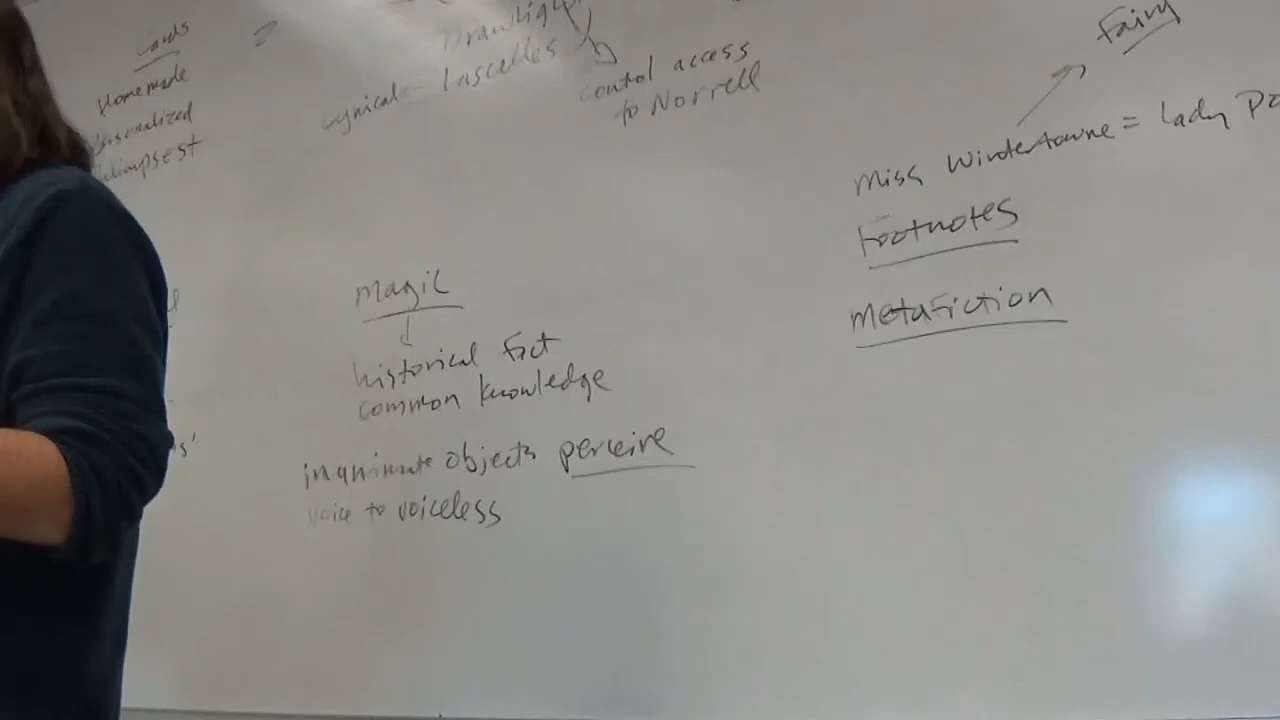 Cards
Homemade
Personalized
Palimpsest
Drawlight
cynical - Lascelles
control access
to Norrell
Fairy
Miss Wintertowne = Lady Po
Footnotes
Metafiction
Magic
historical fact
common knowledge
inanimate objects perceive
voice to voiceless